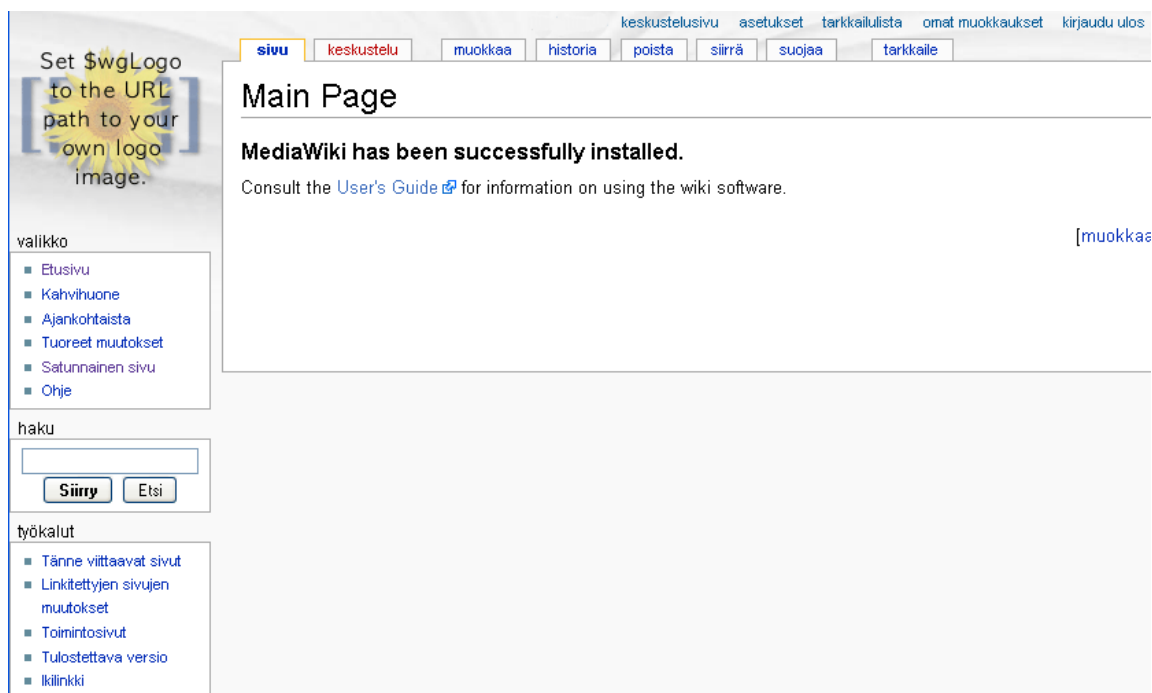 keskustelusivu asetukset tarkkailulista omat muokkaukset kirjaudu ulos
sivu keskustelu muokkaa historia poista siirrä suojaa tarkkaile
Set $wgLogo
to the URL
path to your
own logo
image.
Main Page
MediaWiki has been successfully installed.
Consult the User's Guide for information on using the wiki software.
[muokkaa
valikko
Etusivu
Kahvihuone
Ajankohtaista
Tuoreet muutokset
Satunnainen sivu
Ohje
haku
Siirry Etsi
työkalut
Tänne viittaavat sivut
Linkitettyjen sivujen
muutokset
Toimintosivut
Tulostettava versio
Ikilinkki